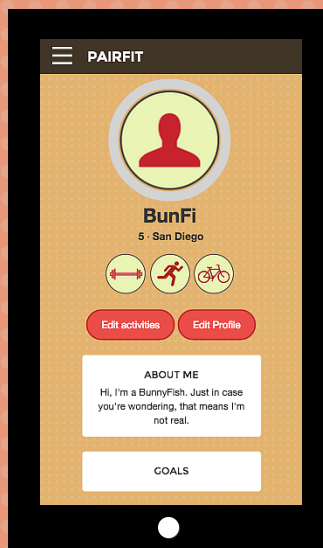 PAIRFIT
BunFi
5 · San Diego
Edit activities Edit Profile
ABOUT ME
Hi, I'm a BunnyFish. Just in case
you're wondering, that means I'm
not real.
GOALS